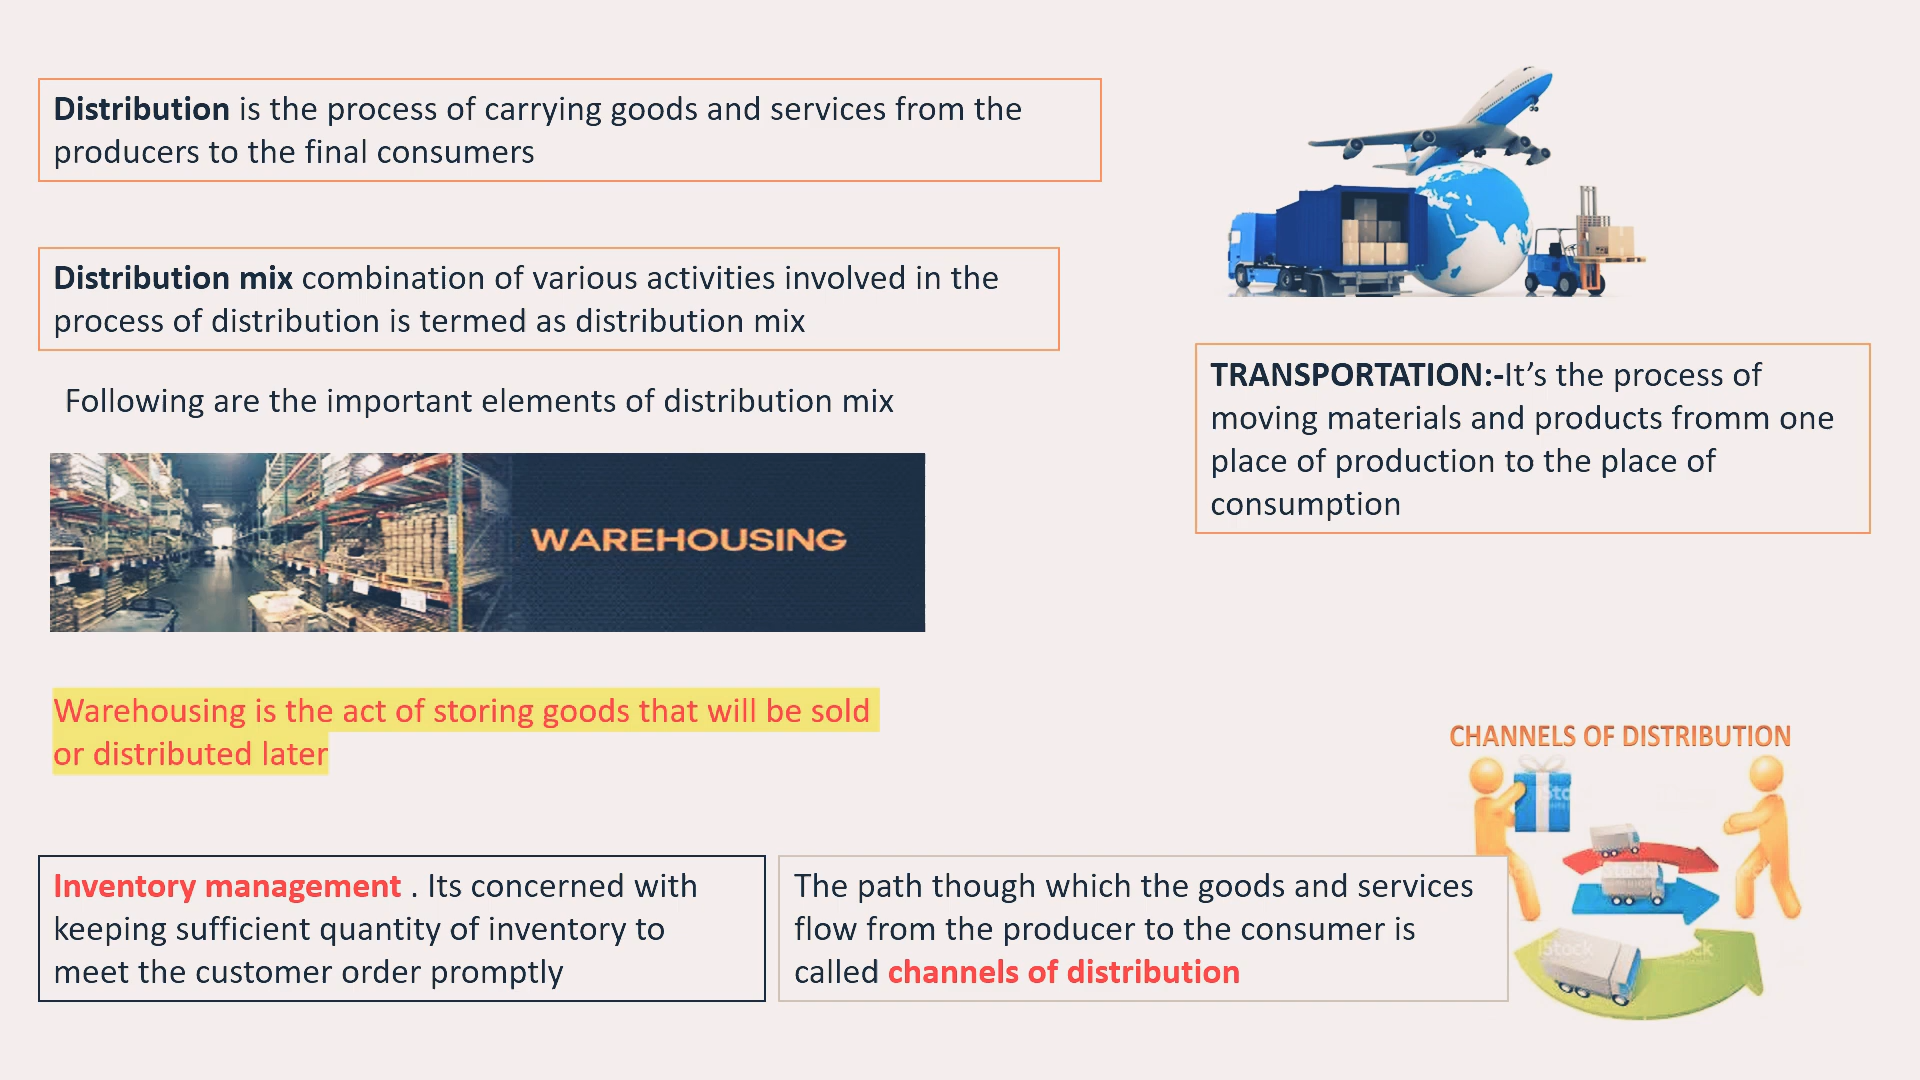 Distribution is the process of carrying goods and services from the
producers to the final consumers
Distribution mix combination of various activities involved in the
process of distribution is termed as distribution mix
Following are the important elements of distribution mix
WAREHOUSING
Warehousing is the act of storing goods that will be sold
or distributed later
TRANSPORTATION:-It’s the process of
moving materials and products fromm one
place of production to the place of
consumption
Inventory management . Its concerned with
keeping sufficient quantity of inventory to
meet the customer order promptly
The path though which the goods and services
flow from the producer to the consumer is
called channels of distribution
CHANNELS OF DISTRIBUTION
iStock